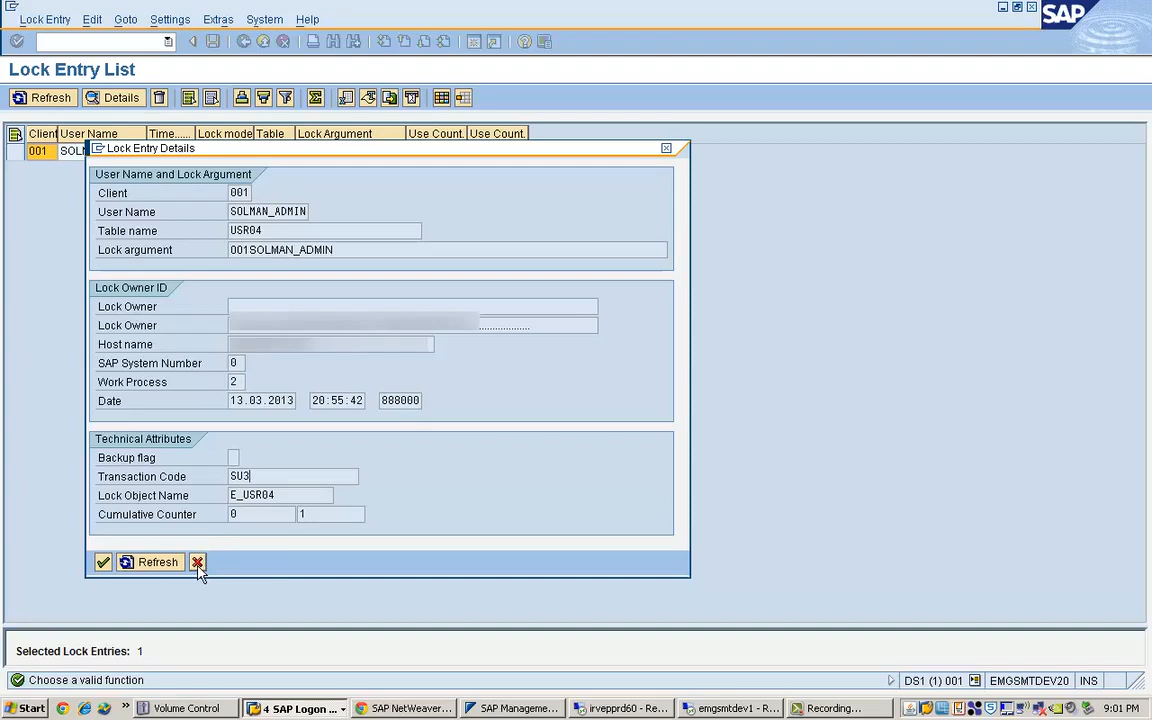 Lock Entry Edit Goto Settings Extras System Help
SAP
Lock Entry List
Refresh Details
Client User Name Time...... Lock mode Table Lock Argument Use Count. Use Count.
001
Lock Entry Details
User Name and Lock Argument
Client 001
User Name SOLMAN_ADMIN
Table name USR04
Lock argument 001SOLMAN_ADMIN
Lock Owner ID
Lock Owner
Lock Owner ..................
Host name
SAP System Number 0
Work Process 2
Date 13.03.2013 20:55:42 888000
Technical Attributes
Backup flag
Transaction Code SU3
Lock Object Name E_USR04
Cumulative Counter 0 1
Refresh
Selected Lock Entries: 1
Choose a valid function DS1 (1) 001 EMGSMTDEV20 INS
Start Volume Control 4 SAP Logon ... SAP NetWeaver... SAP Manageme... irvepprd60 - Re... emgsmtdev1 - R... Recording... 9:01 PM